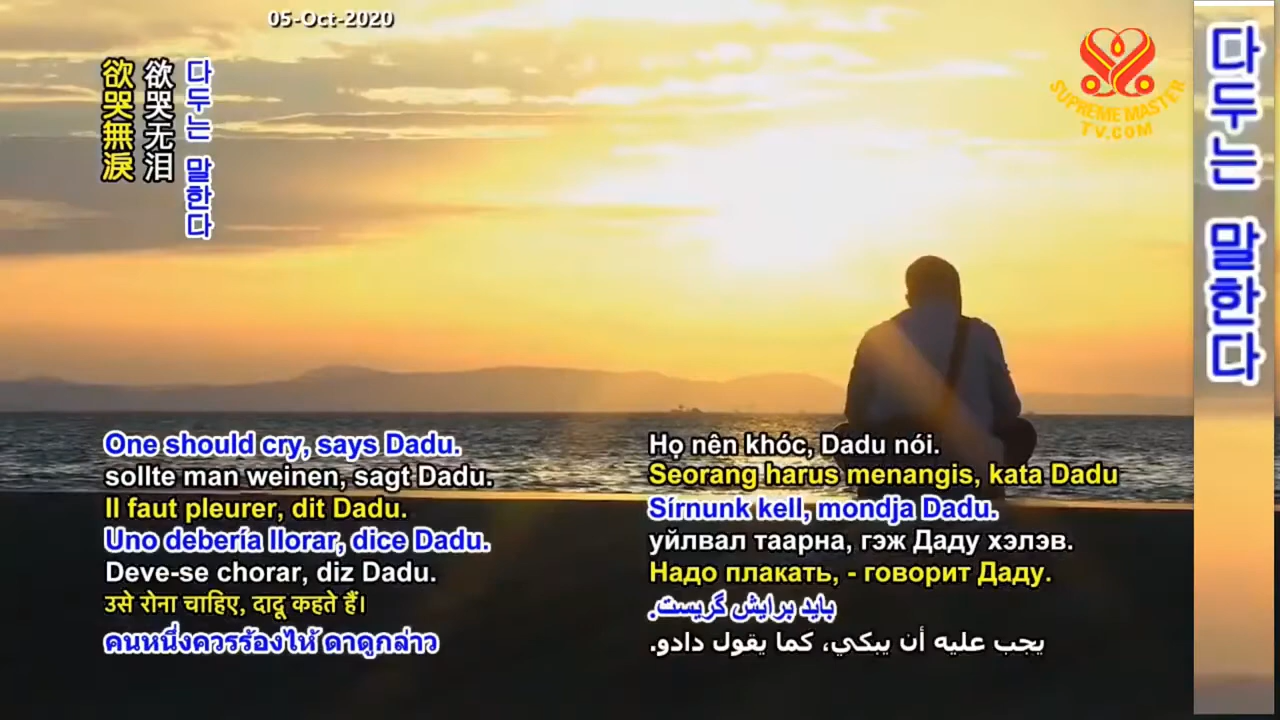 05-Oct-2020
SUPREME MASTER
TV.COM
다두는 말한다
欲哭无泪
欲哭無淚
다두는 말한다
One should cry, says Dadu.
sollte man weinen, sagt Dadu.
Il faut pleurer, dit Dadu.
Uno debería llorar, dice Dadu.
Deve-se chorar, diz Dadu.
उसे रोना चाहिए, दादू कहते हैं।
คนหนึ่งควรร้องไห้ ดาดูกล่าว
Họ nên khóc, Dadu nói.
Seorang harus menangis, kata Dadu
Sírnunk kell, mondja Dadu.
уйлвал таарна, гэж Даду хэлэв.
Надо плакать, - говорит Даду.
باید برایش گریست.
يجب عليه أن يبكي، كما يقول دادو.